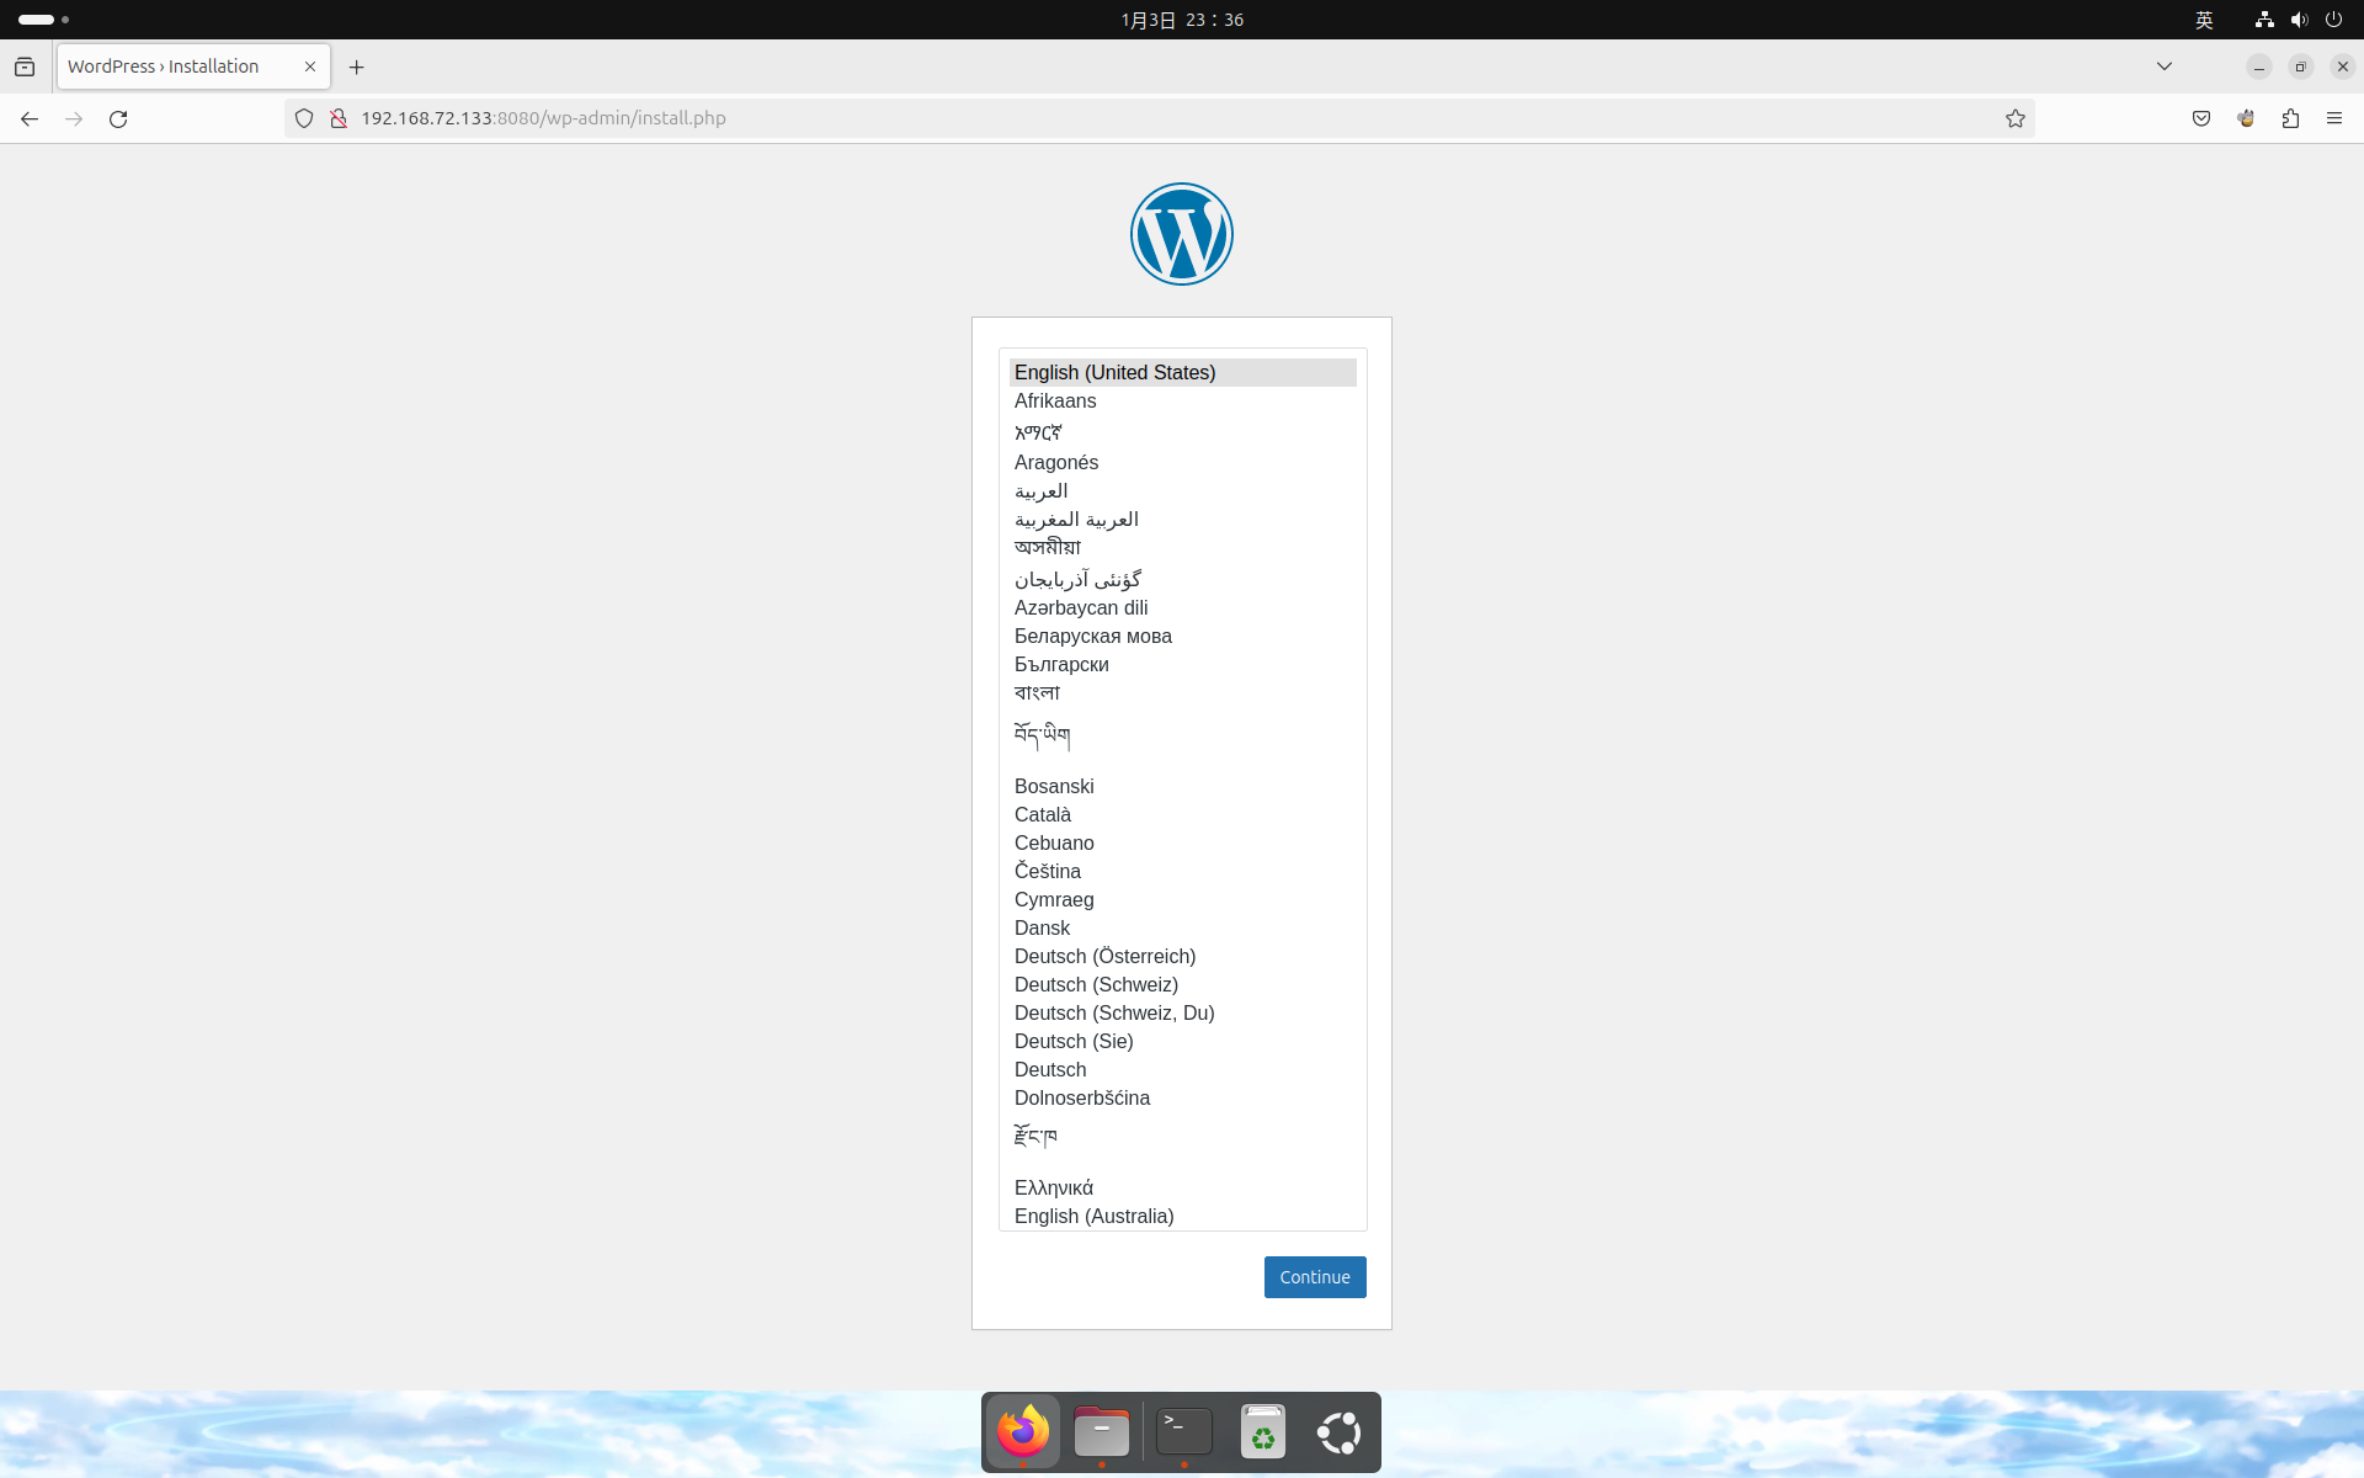 1月3日 23：36
英
WordPress › Installation
192.168.72.133:8080/wp-admin/install.php
English (United States)
Afrikaans
አማርኛ
Aragonés
العربية
العربية المغربية
অসমীয়া
گؤنئی آذربایجان
Azərbaycan dili
Беларуская мова
Български
বাংলা
བོད་ཡིག
Bosanski
Català
Cebuano
Čeština
Cymraeg
Dansk
Deutsch (Österreich)
Deutsch (Schweiz)
Deutsch (Schweiz, Du)
Deutsch (Sie)
Deutsch
Dolnoserbšćina
རྫོང་ཁ
Ελληνικά
English (Australia)
Continue